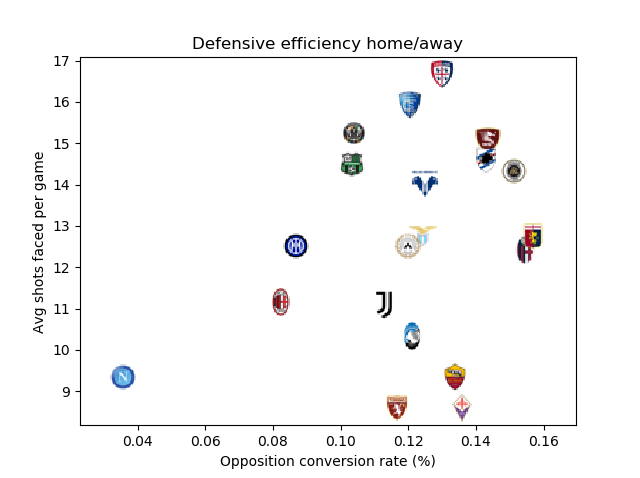 Defensive efficiency home/away
17
16
15
14
13
12
11
10
9
Avg shots faced per game
0.04 0.06 0.08 0.10 0.12 0.14 0.16
Opposition conversion rate (%)
N